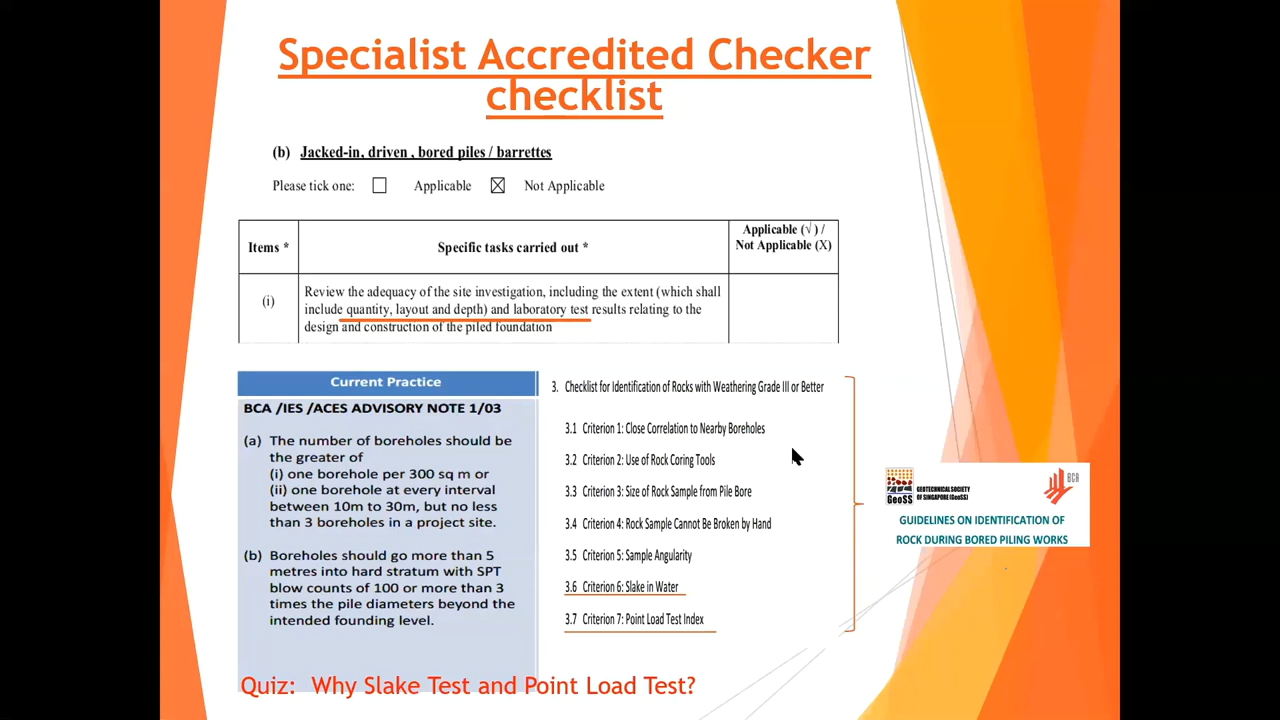 Specialist Accredited Checker
checklist
(b) Jacked-in, driven , bored piles / barrettes
Please tick one: Applicable Not Applicable
Items * Specific tasks carried out * Applicable (√ ) /
Not Applicable (X)
(i) Review the adequacy of the site investigation, including the extent (which shall
include quantity, layout and depth) and laboratory test results relating to the
design and construction of the piled foundation
Current Practice
BCA /IES /ACES ADVISORY NOTE 1/03
(a) The number of boreholes should be
the greater of
(i) one borehole per 300 sq m or
(ii) one borehole at every interval
between 10m to 30m, but no less
than 3 boreholes in a project site.
(b) Boreholes should go more than 5
metres into hard stratum with SPT
blow counts of 100 or more than 3
times the pile diameters beyond the
intended founding level.
3. Checklist for Identification of Rocks with Weathering Grade III or Better
3.1 Criterion 1: Close Correlation to Nearby Boreholes
3.2 Criterion 2: Use of Rock Coring Tools
3.3 Criterion 3: Size of Rock Sample from Pile Bore
3.4 Criterion 4: Rock Sample Cannot Be Broken by Hand
3.5 Criterion 5: Sample Angularity
3.6 Criterion 6: Slake in Water
3.7 Criterion 7: Point Load Test Index
GeoSS
GEOTECHNICAL SOCIETY
OF SINGAPORE (GeoSS)
BCA
GUIDELINES ON IDENTIFICATION OF
ROCK DURING BORED PILING WORKS
Quiz: Why Slake Test and Point Load Test?